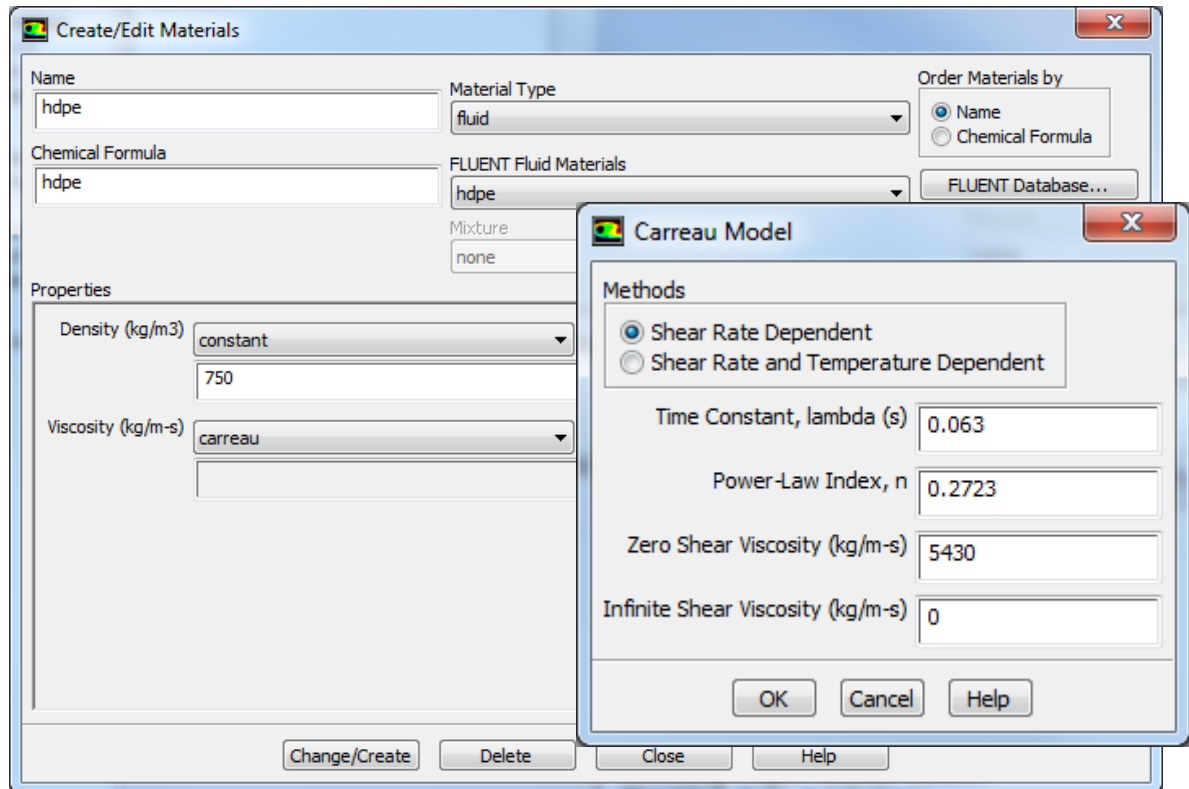 Create/Edit Materials
Name
hdpe
Material Type
fluid
Order Materials by
Name
Chemical Formula
Chemical Formula
hdpe
FLUENT Fluid Materials
hdpe
FLUENT Database...
Mixture
none
Properties
Density (kg/m3)
constant
750
Viscosity (kg/m-s)
carreau
Change/Create
Delete
Close
Help
Carreau Model
Methods
Shear Rate Dependent
Shear Rate and Temperature Dependent
Time Constant, lambda (s)
0.063
Power-Law Index, n
0.2723
Zero Shear Viscosity (kg/m-s)
5430
Infinite Shear Viscosity (kg/m-s)
0
OK
Cancel
Help